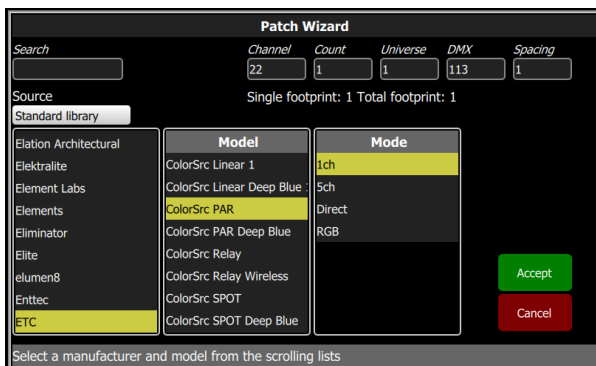 Patch Wizard
Search Channel Count Universe DMX Spacing
22 1 1 113 1
Source Single footprint: 1 Total footprint: 1
Standard library
Elation Architectural
Elektralite
Element Labs
Elements
Eliminator
Elite
elumen8
Enttec
ETC
Model
ColorSrc Linear 1
ColorSrc Linear Deep Blue
ColorSrc PAR
ColorSrc PAR Deep Blue
ColorSrc Relay
ColorSrc Relay Wireless
ColorSrc SPOT
ColorSrc SPOT Deep Blue
Mode
1ch
5ch
Direct
RGB
Accept
Cancel
Select a manufacturer and model from the scrolling lists